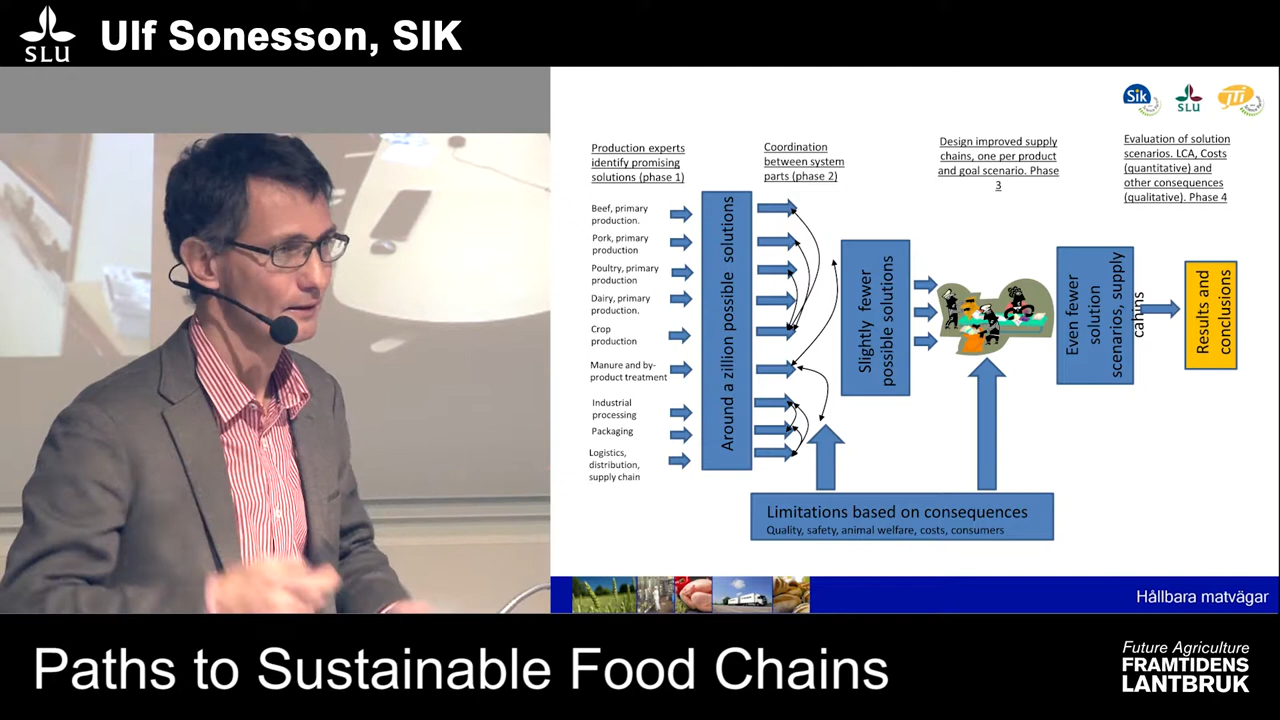 SLU
Ulf Sonesson, SIK
Sik
SLU
JTI
Production experts
identify promising
solutions (phase 1)
Coordination
between system
parts (phase 2)
Design improved supply
chains, one per product
and goal scenario. Phase
3
Evaluation of solution
scenarios. LCA, Costs
(quantitative) and
other consequences
(qualitative). Phase 4
Beef, primary
production.
Pork, primary
production
Poultry, primary
production
Dairy, primary
production.
Crop
production
Manure and by-
product treatment
Industrial
processing
Packaging
Logistics,
distribution,
supply chain
Around a zillion possible solutions
Slightly fewer
possible solutions
Even fewer
solution
scenarios, supply
cahins
Results and
conclusions
Limitations based on consequences
Quality, safety, animal welfare, costs, consumers
Hållbara matvägar
Paths to Sustainable Food Chains
Future Agriculture
FRAMTIDENS
LANTBRUK